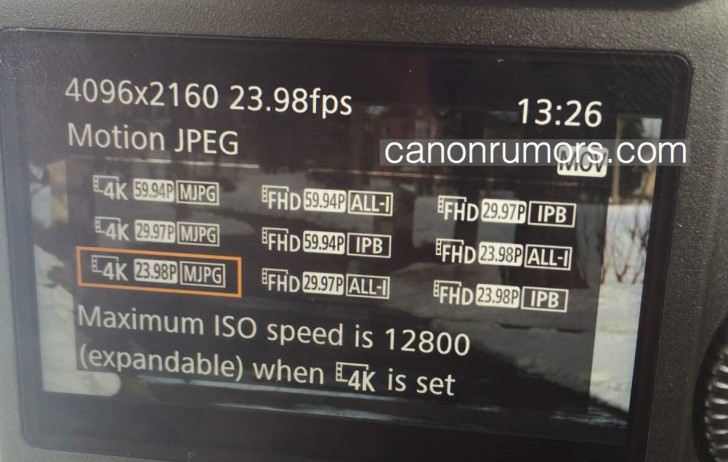 4096x2160 23.98fps 13:26
Motion JPEG
canonrumors.com
MOV
4K 59.94P MJPG FHD 59.94P ALL-I FHD 29.97P IPB
4K 29.97P MJPG FHD 59.94P IPB FHD 23.98P ALL-I
4K 23.98P MJPG FHD 29.97P ALL-I FHD 23.98P IPB
Maximum ISO speed is 12800
(expandable) when 4K is set